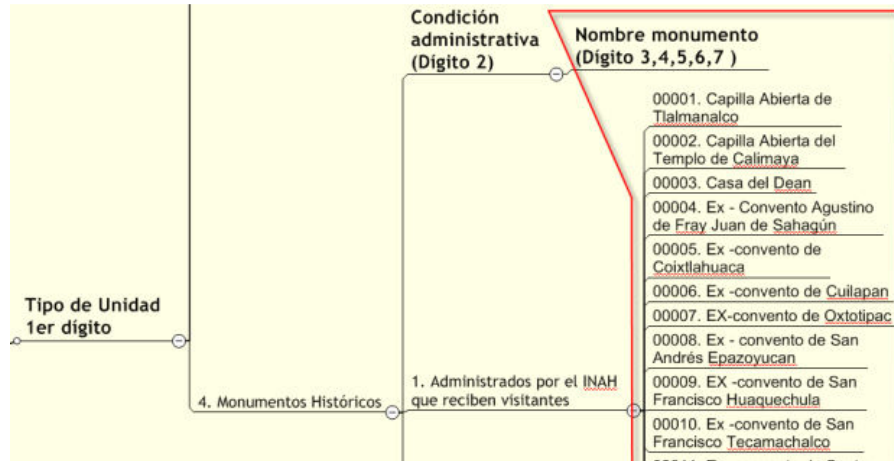 Condición
administrativa
(Dígito 2)
Nombre monumento
(Dígito 3,4,5,6,7 )
00001. Capilla Abierta de
Tlalmanalco
00002. Capilla Abierta del
Templo de Calimaya
00003. Casa del Dean
00004. Ex - Convento Agustino
de Fray Juan de Sahagún
00005. Ex -convento de
Coixtlahuaca
00006. Ex -convento de Cuilapan
00007. EX-convento de Oxtotipac
00008. Ex - convento de San
Andrés Epazoyucan
00009. EX -convento de San
Francisco Huaquechula
00010. Ex -convento de San
Francisco Tecamachalco
Tipo de Unidad
1er dígito
4. Monumentos Históricos
1. Administrados por el INAH
que reciben visitantes